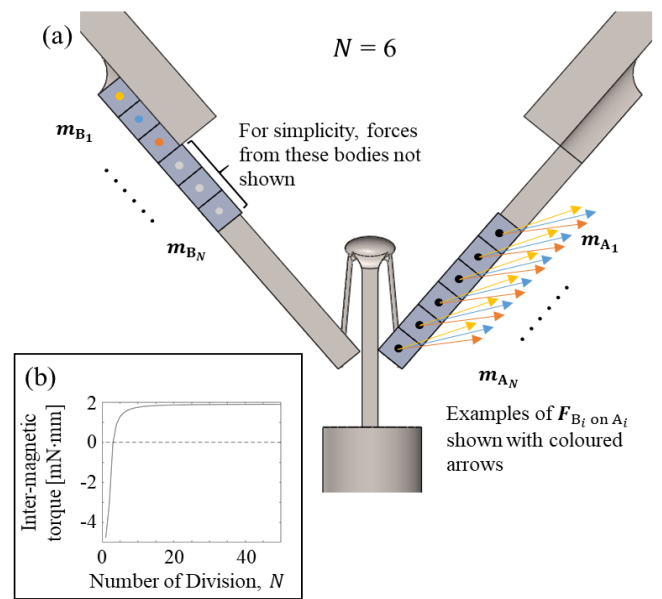 (a)
N = 6
m_B₁
For simplicity, forces
from these bodies not
shown
m_Bₙ
m_A₁
m_Aₙ
Examples of F_Bᵢ on Aᵢ
shown with coloured
arrows
(b)
Inter-magnetic
torque [mN·mm]
2
0
-2
-4
0
20
40
Number of Division, N